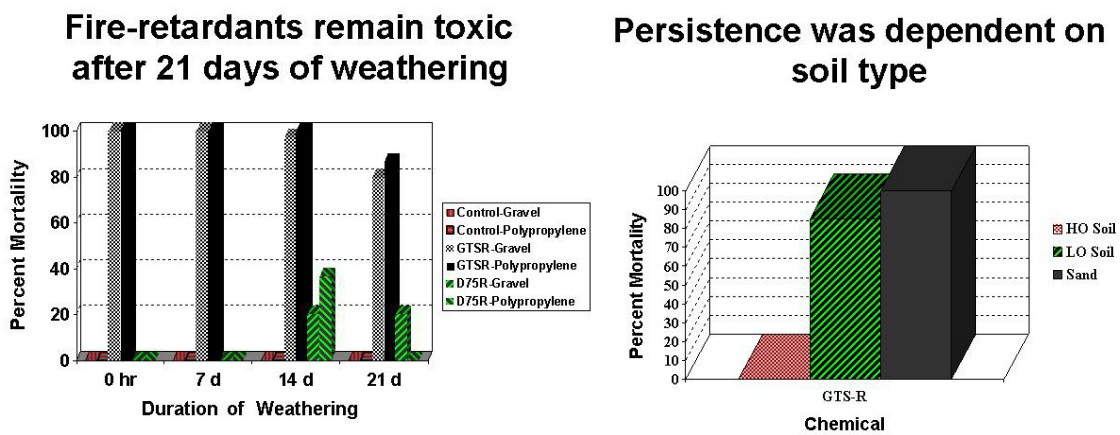 Fire-retardants remain toxic
after 21 days of weathering
Percent Mortalilty
100
80
60
40
20
0
0 hr 7 d 14 d 21 d
Duration of Weathering
Control-Gravel
Control-Polypropylene
GTSR-Gravel
GTSR-Polypropylene
D75R-Gravel
D75R-Polypropylene
Persistence was dependent on
soil type
Percent Mortality
100
90
80
70
60
50
40
30
20
10
0
GTS-R
Chemical
HO Soil
LO Soil
Sand